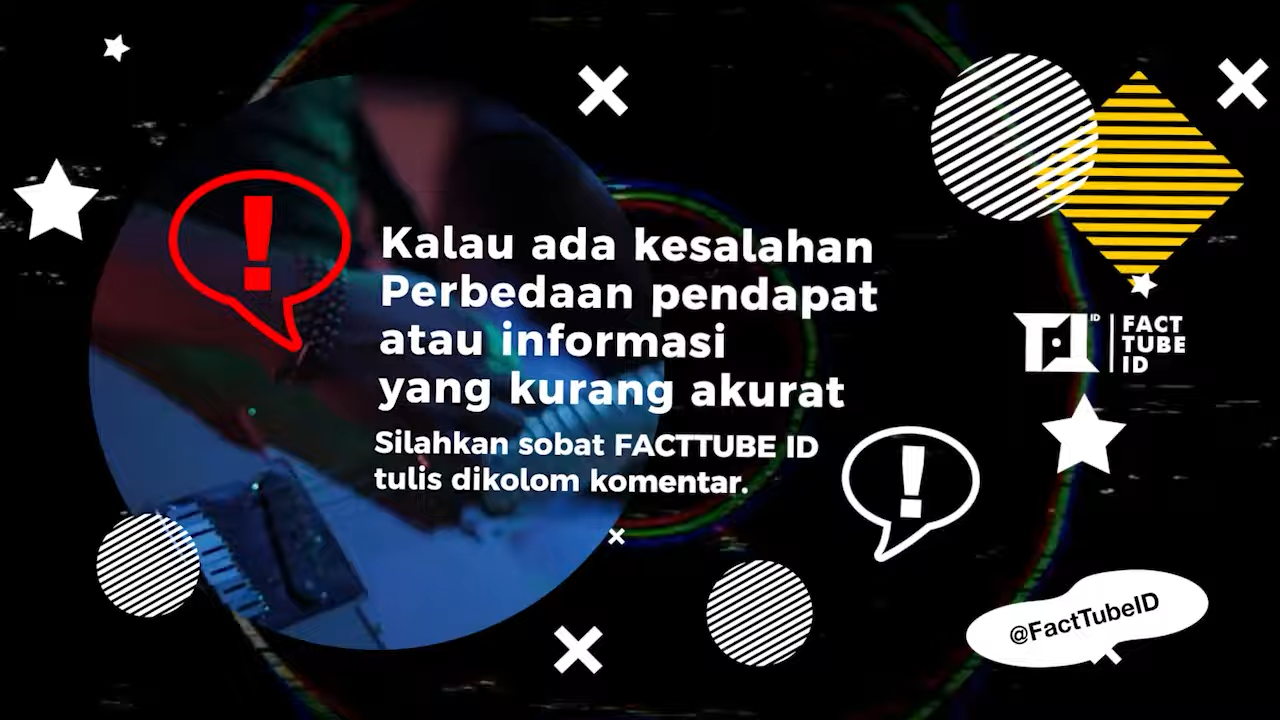 Kalau ada kesalahan
Perbedaan pendapat
atau informasi
yang kurang akurat
Silahkan sobat FACTTUBE ID
tulis dikolom komentar.
ID
FACT
TUBE
ID
@FactTubeID